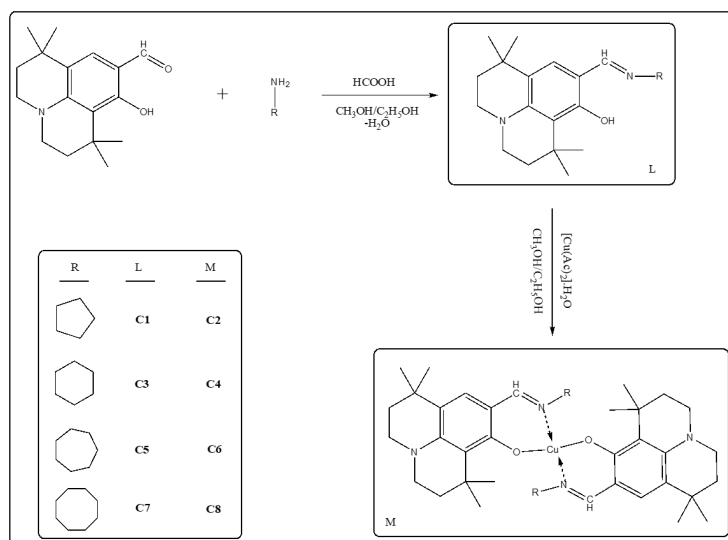 H
C
O
N
OH
+
NH2
R
HCOOH
CH3OH/C2H5OH
-H2O
H
C
N
R
N
OH
L
[Cu(Ac)2].H2O
CH3OH/C2H5OH
R L M
C1 C2
C3 C4
C5 C6
C7 C8
H
C
R
N
N
O
Cu
O
N
R
N
CH
M